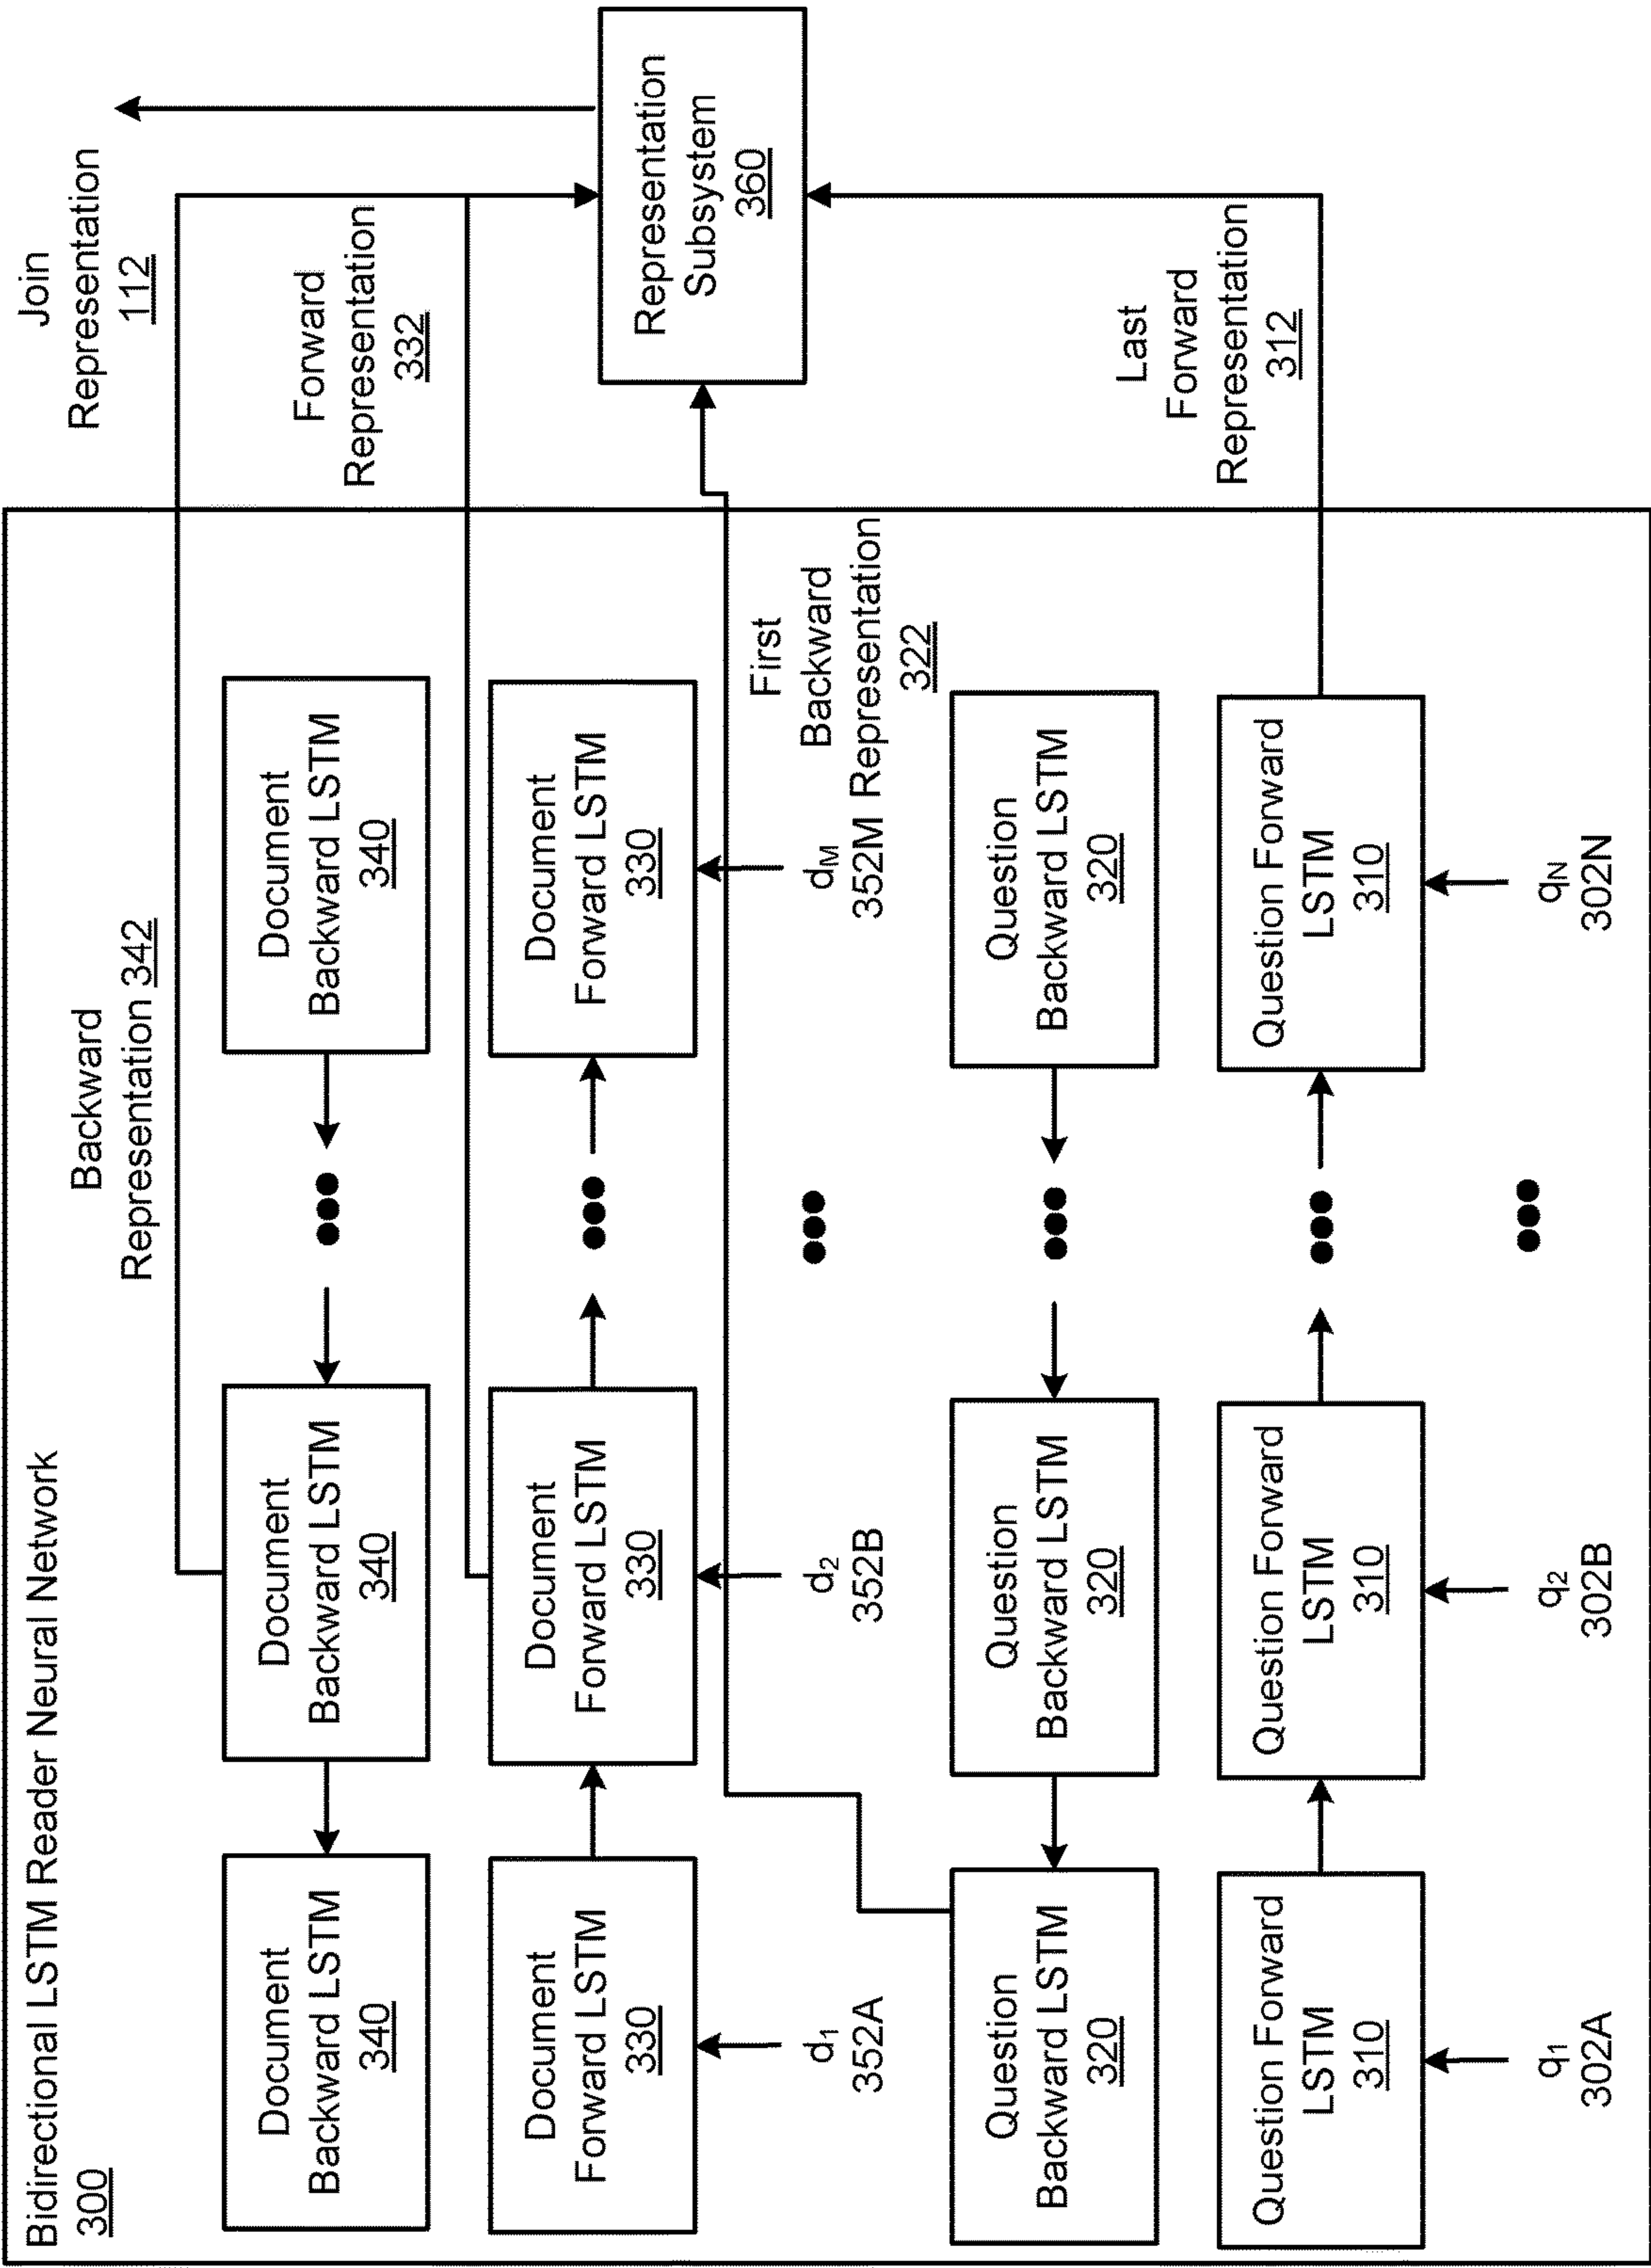 Bidirectional LSTM Reader Neural Network
300
Backward
Representation 342
Join
Representation
112
Document
Backward LSTM
340
Document
Backward LSTM
340
Document
Backward LSTM
340
Forward
Representation
332
Document
Forward LSTM
330
Document
Forward LSTM
330
Document
Forward LSTM
330
Representation
Subsystem
360
d1
352A
d2
352B
dM
352M
First
Backward
Representation
322
Question
Backward LSTM
320
Question
Backward LSTM
320
Question
Backward LSTM
320
Last
Forward
Representation
312
Question Forward
LSTM
310
Question Forward
LSTM
310
Question Forward
LSTM
310
q1
302A
q2
302B
qN
302N